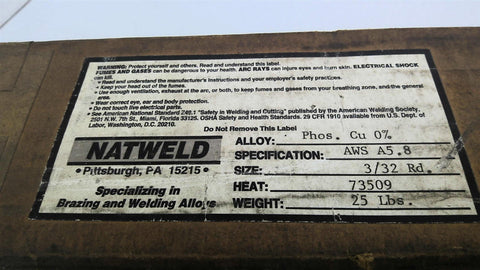 WARNING: Protect yourself and others. Read and understand this label.
FUMES AND GASES can be dangerous to your health. ARC RAYS can injure eyes and burn skin. ELECTRICAL SHOCK
can kill.
• Read and understand the manufacturer's instructions and your employer's safety practices.
• Keep your head out of the fumes.
• Use enough ventilation, exhaust at the arc, or both, to keep fumes and gases from your breathing zone, and the general
area.
• Wear correct eye, ear and body protection.
• Do not touch live electrical parts.
• See American National Standard Z49.1 "Safety in Welding and Cutting" published by the American Welding Society,
2501 N.W. 7th St., Miami, Florida 33125. OSHA Safety and Health Standards. 29 CFR 1910 available from U.S. Dept. of
Labor, Washington, D.C. 20210.
Do Not Remove This Label
NATWELD
• Pittsburgh, PA 15215 •
Specializing in
Brazing and Welding Alloys
ALLOY: Phos. Cu 0%
SPECIFICATION: AWS A5.8
SIZE: 3/32 Rd.
HEAT: 73509
WEIGHT: 25 Lbs.